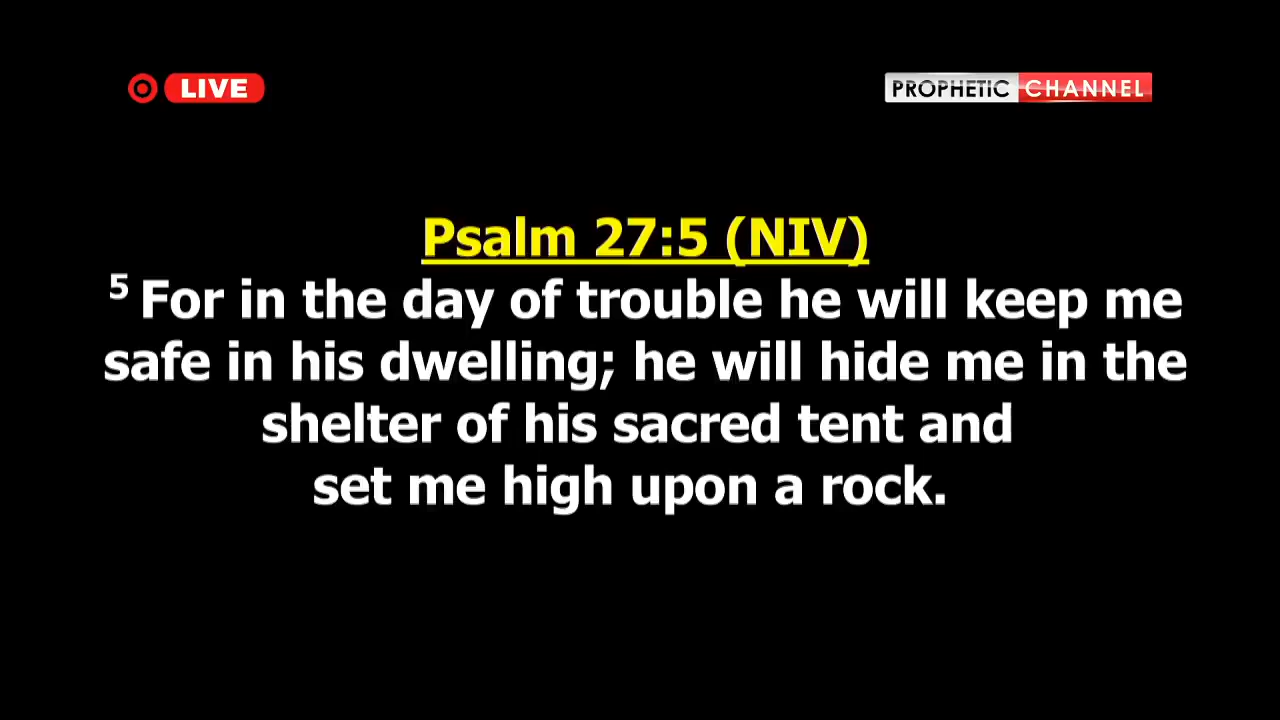 LIVE
PROPHETIC CHANNEL
Psalm 27:5 (NIV)
5 For in the day of trouble he will keep me
safe in his dwelling; he will hide me in the
shelter of his sacred tent and
set me high upon a rock.